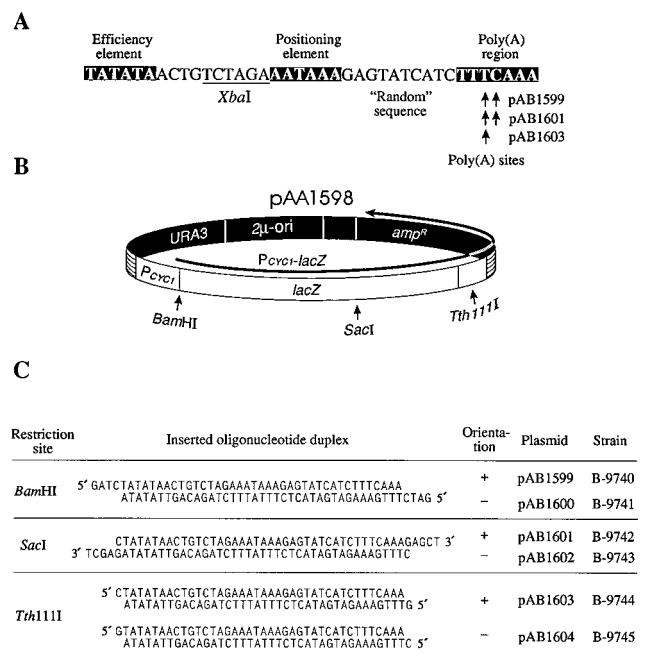 A
Efficiency element Positioning element Poly(A) region
TATATAACTGTCTAGAAATAAAGAGTATCATCTTTCAAA
XbaI "Random" sequence
pAB1599
pAB1601
pAB1603
Poly(A) sites
B
pAA1598
URA3 2μ-ori ampᴿ
PCYC1-lacZ
PCYC1 lacZ
BamHI SacI Tth111I
C
Restriction site Inserted oligonucleotide duplex Orienta-tion Plasmid Strain
BamHI 5´ GATCTATATAACTGTCTAGAAATAAAGAGTATCATCTTTCAAA + pAB1599 B-9740
ATATATTGACAGATCTTTATTTCTCATAGTAGAAAGTTTCTAG 5´ − pAB1600 B-9741
SacI CTATATAACTGTCTAGAAATAAAGAGTATCATCTTTCAAAGAGCT 3´ + pAB1601 B-9742
3´ TCGAGATATATTGACAGATCTTTATTTCTCATAGTAGAAAGTTTC − pAB1602 B-9743
Tth111I 5´ CTATATAACTGTCTAGAAATAAAGAGTATCATCTTTCAAA + pAB1603 B-9744
ATATATTGACAGATCTTTATTTCTCATAGTAGAAAGTTTG 5´
5´ GTATATAACTGTCTAGAAATAAAGAGTATCATCTTTCAAA − pAB1604 B-9745
ATATATTGACAGATCTTTATTTCTCATAGTAGAAAGTTTC 5´